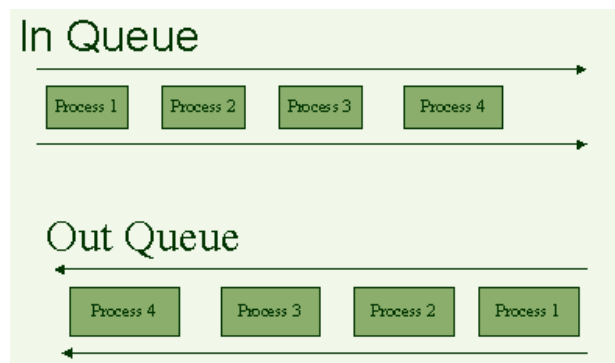 In Queue
Process 1 Process 2 Process 3 Process 4
Out Queue
Process 4 Process 3 Process 2 Process 1